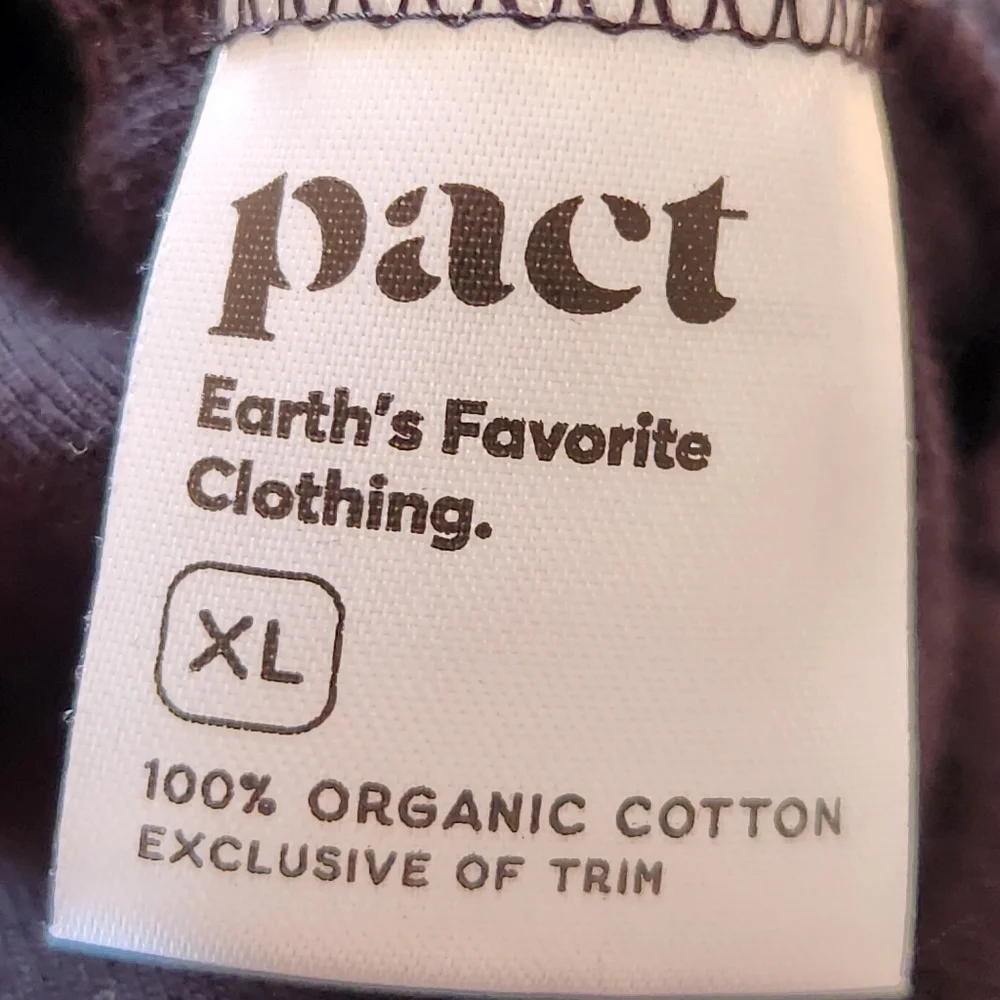 pact
Earth's Favorite
Clothing.
XL
100% ORGANIC COTTON
EXCLUSIVE OF TRIM